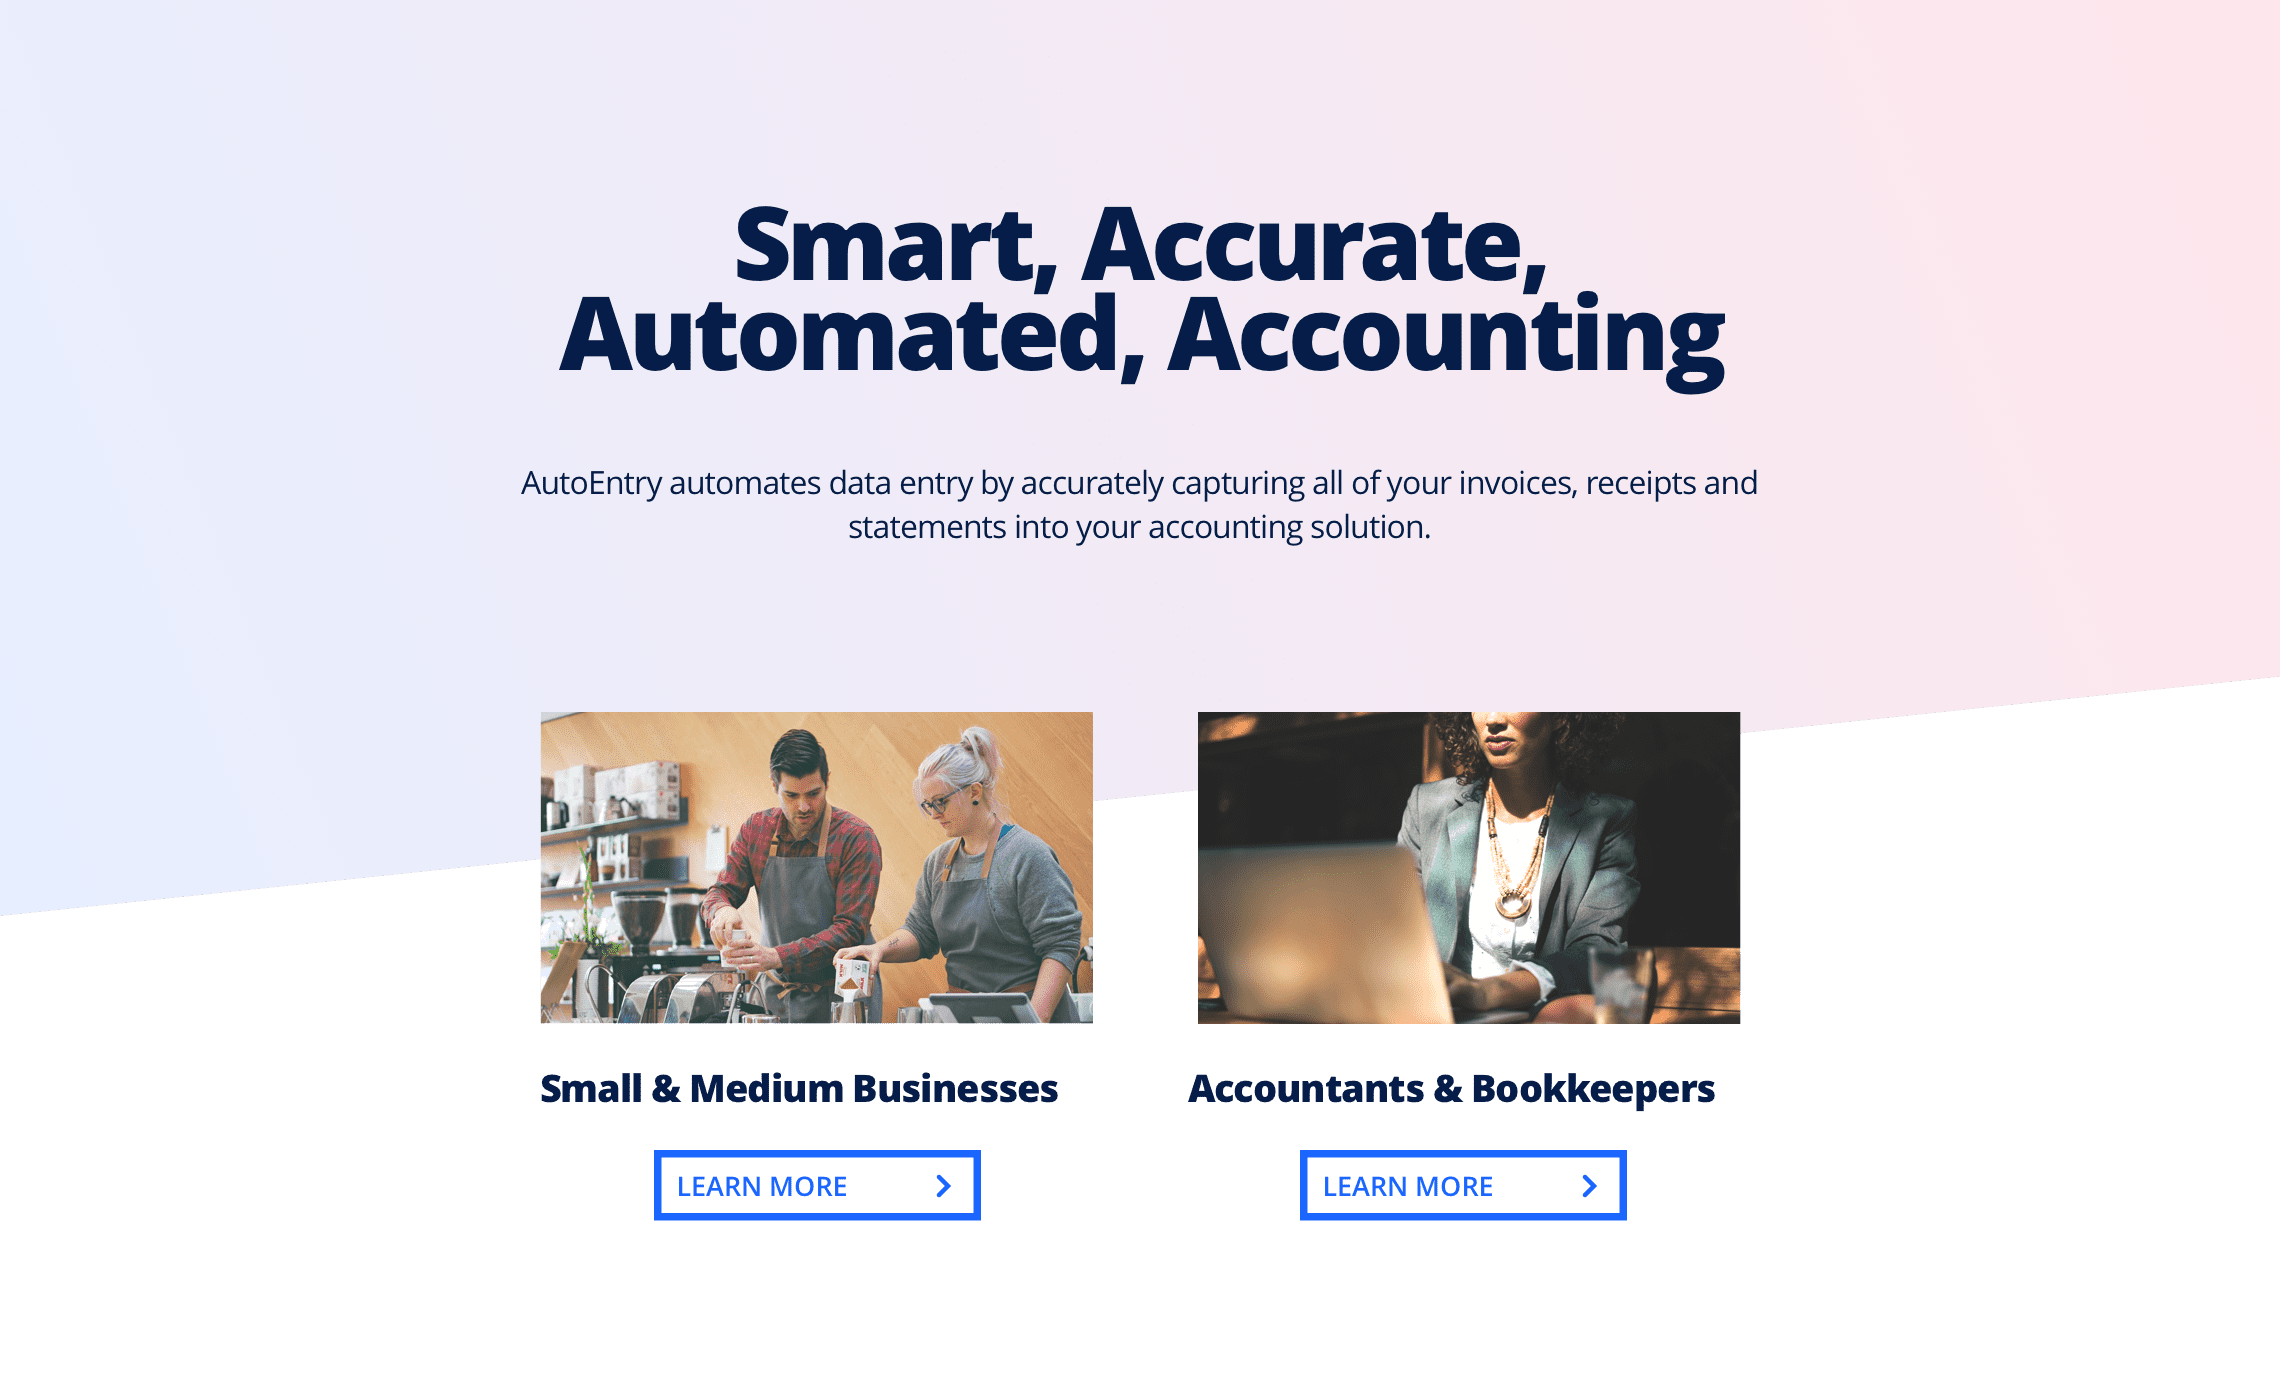 Smart, Accurate,
Automated, Accounting
AutoEntry automates data entry by accurately capturing all of your invoices, receipts and
statements into your accounting solution.
Small & Medium Businesses
Accountants & Bookkeepers
LEARN MORE
LEARN MORE